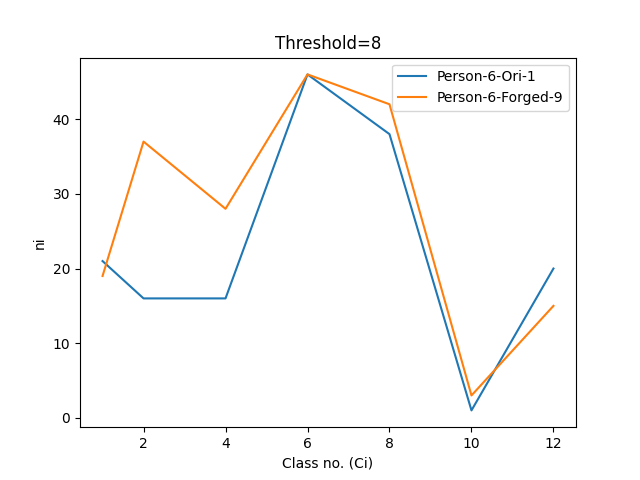 Threshold=8
Person-6-Ori-1
Person-6-Forged-9
ni
40
30
20
10
0
2 4 6 8 10 12
Class no. (Ci)